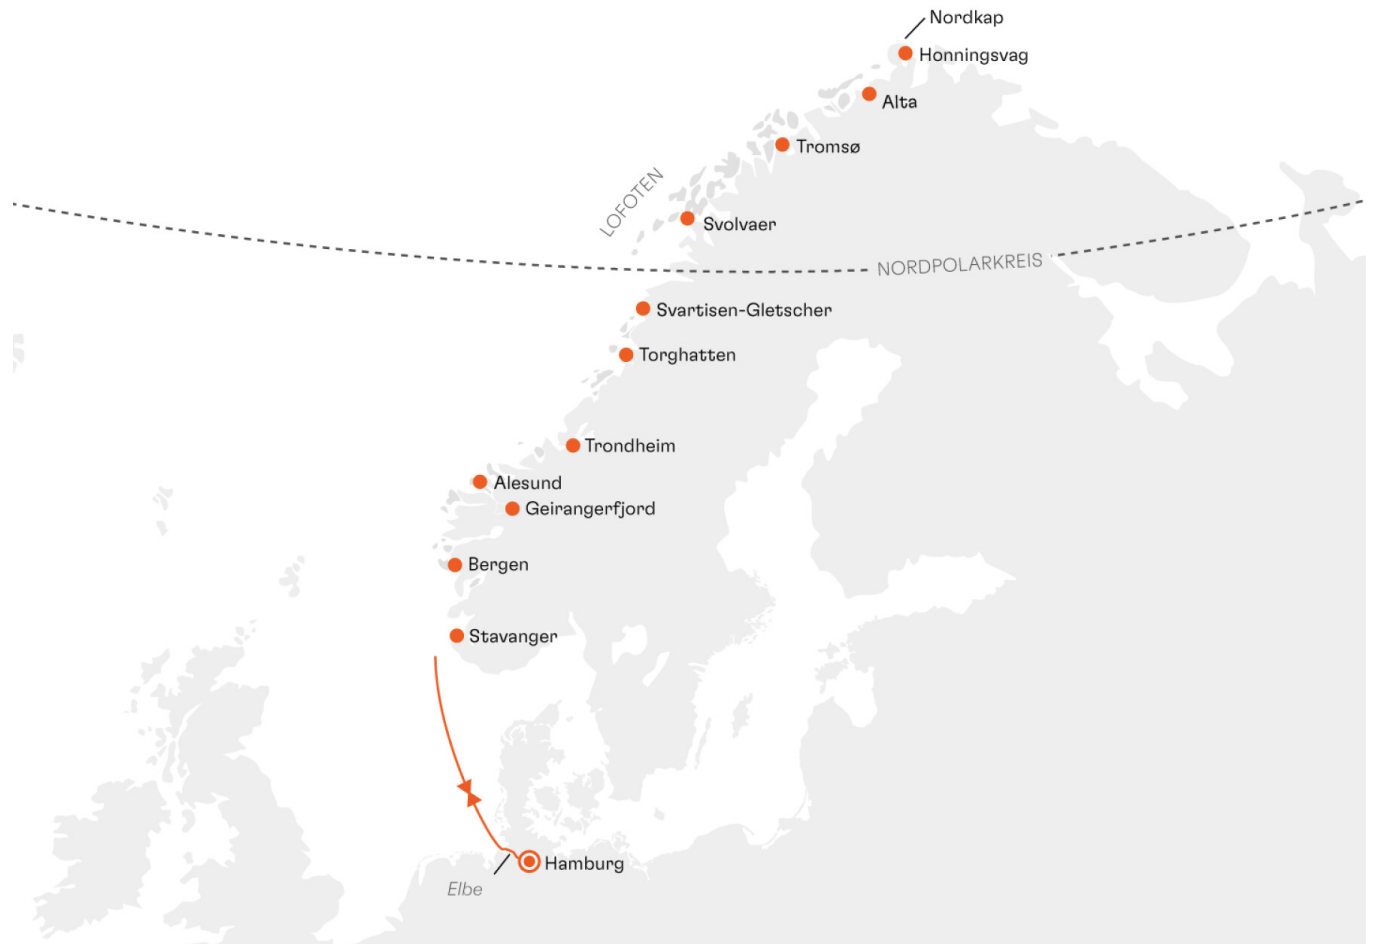 Nordkap
Honningsvag
Alta
Tromsø
LOFOTEN
Svolvaer
NORDPOLARKREIS
Svartisen-Gletscher
Torghatten
Trondheim
Alesund
Geirangerfjord
Bergen
Stavanger
Hamburg
Elbe